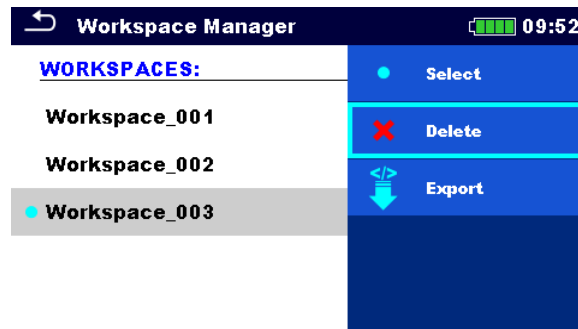 Workspace Manager 09:52
WORKSPACES:
Workspace_001
Workspace_002
Workspace_003
Select
Delete
</>
Export